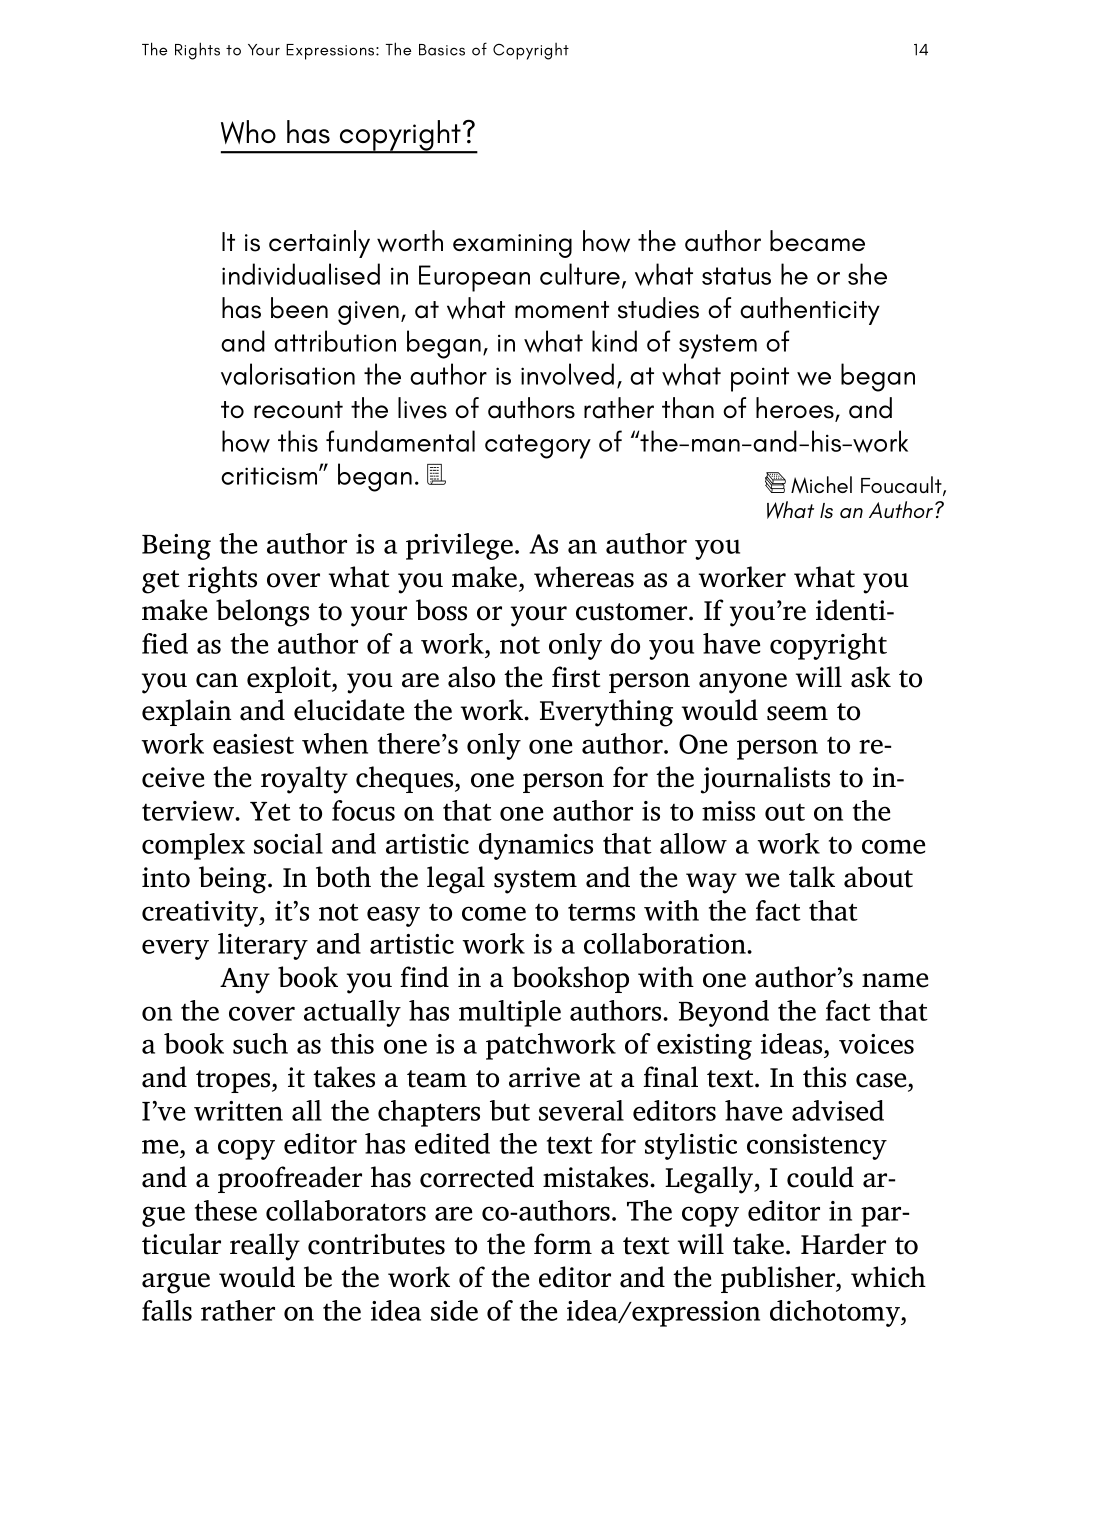 The Rights to Your Expressions: The Basics of Copyright 14
Who has copyright?
It is certainly worth examining how the author became
individualised in European culture, what status he or she
has been given, at what moment studies of authenticity
and attribution began, in what kind of system of
valorisation the author is involved, at what point we began
to recount the lives of authors rather than of heroes, and
how this fundamental category of “the-man-and-his-work
criticism” began.
Michel Foucault,
What Is an Author?
Being the author is a privilege. As an author you
get rights over what you make, whereas as a worker what you
make belongs to your boss or your customer. If you’re identi-
fied as the author of a work, not only do you have copyright
you can exploit, you are also the first person anyone will ask to
explain and elucidate the work. Everything would seem to
work easiest when there’s only one author. One person to re-
ceive the royalty cheques, one person for the journalists to in-
terview. Yet to focus on that one author is to miss out on the
complex social and artistic dynamics that allow a work to come
into being. In both the legal system and the way we talk about
creativity, it’s not easy to come to terms with the fact that
every literary and artistic work is a collaboration.
Any book you find in a bookshop with one author’s name
on the cover actually has multiple authors. Beyond the fact that
a book such as this one is a patchwork of existing ideas, voices
and tropes, it takes a team to arrive at a final text. In this case,
I’ve written all the chapters but several editors have advised
me, a copy editor has edited the text for stylistic consistency
and a proofreader has corrected mistakes. Legally, I could ar-
gue these collaborators are co-authors. The copy editor in par-
ticular really contributes to the form a text will take. Harder to
argue would be the work of the editor and the publisher, which
falls rather on the idea side of the idea/expression dichotomy,